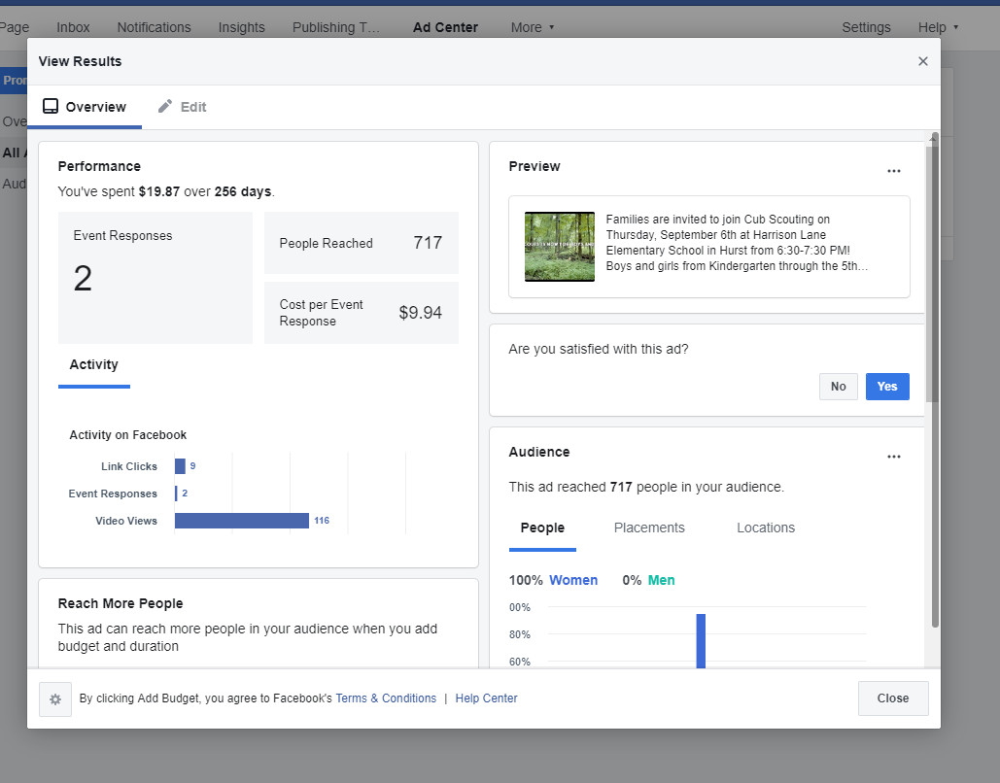 Page Inbox Notifications Insights Publishing T… Ad Center More Settings Help
View Results
Overview Edit
Performance
You've spent $19.87 over 256 days.
Event Responses
2
People Reached 717
Cost per Event
Response
$9.94
Activity
Activity on Facebook
Link Clicks 9
Event Responses 2
Video Views 116
Reach More People
This ad can reach more people in your audience when you add
budget and duration
Preview
Families are invited to join Cub Scouting on
Thursday, September 6th at Harrison Lane
Elementary School in Hurst from 6:30-7:30 PM!
Boys and girls from Kindergarten through the 5th…
Are you satisfied with this ad?
No Yes
Audience
This ad reached 717 people in your audience.
People Placements Locations
100% Women 0% Men
00%
80%
60%
By clicking Add Budget, you agree to Facebook's Terms & Conditions | Help Center
Close
Pron
Ove
All A
Aud